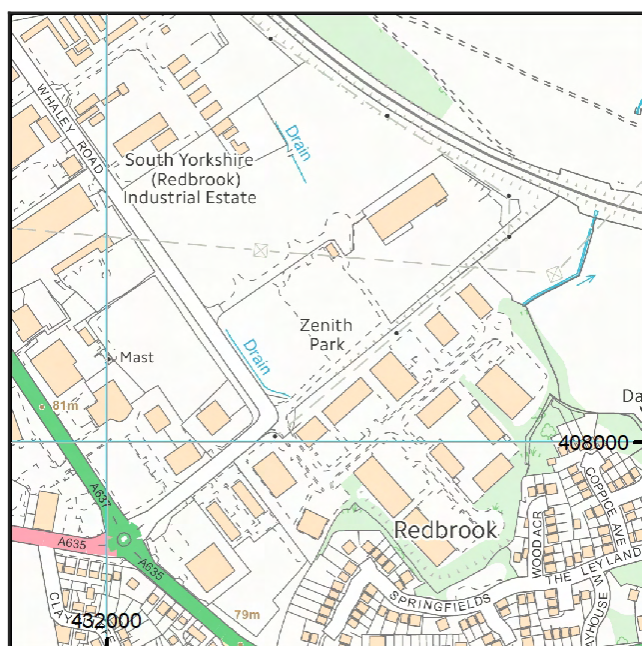 WHALEY ROAD
Drain
South Yorkshire
(Redbrook)
Industrial Estate
Zenith
Park
Drain
Mast
81m
Da
408000
A637
Redbrook
COPPICE AVE
WOOD
THE LEYLAND
A635
A635
SPRINGFIELDS
79m
432000